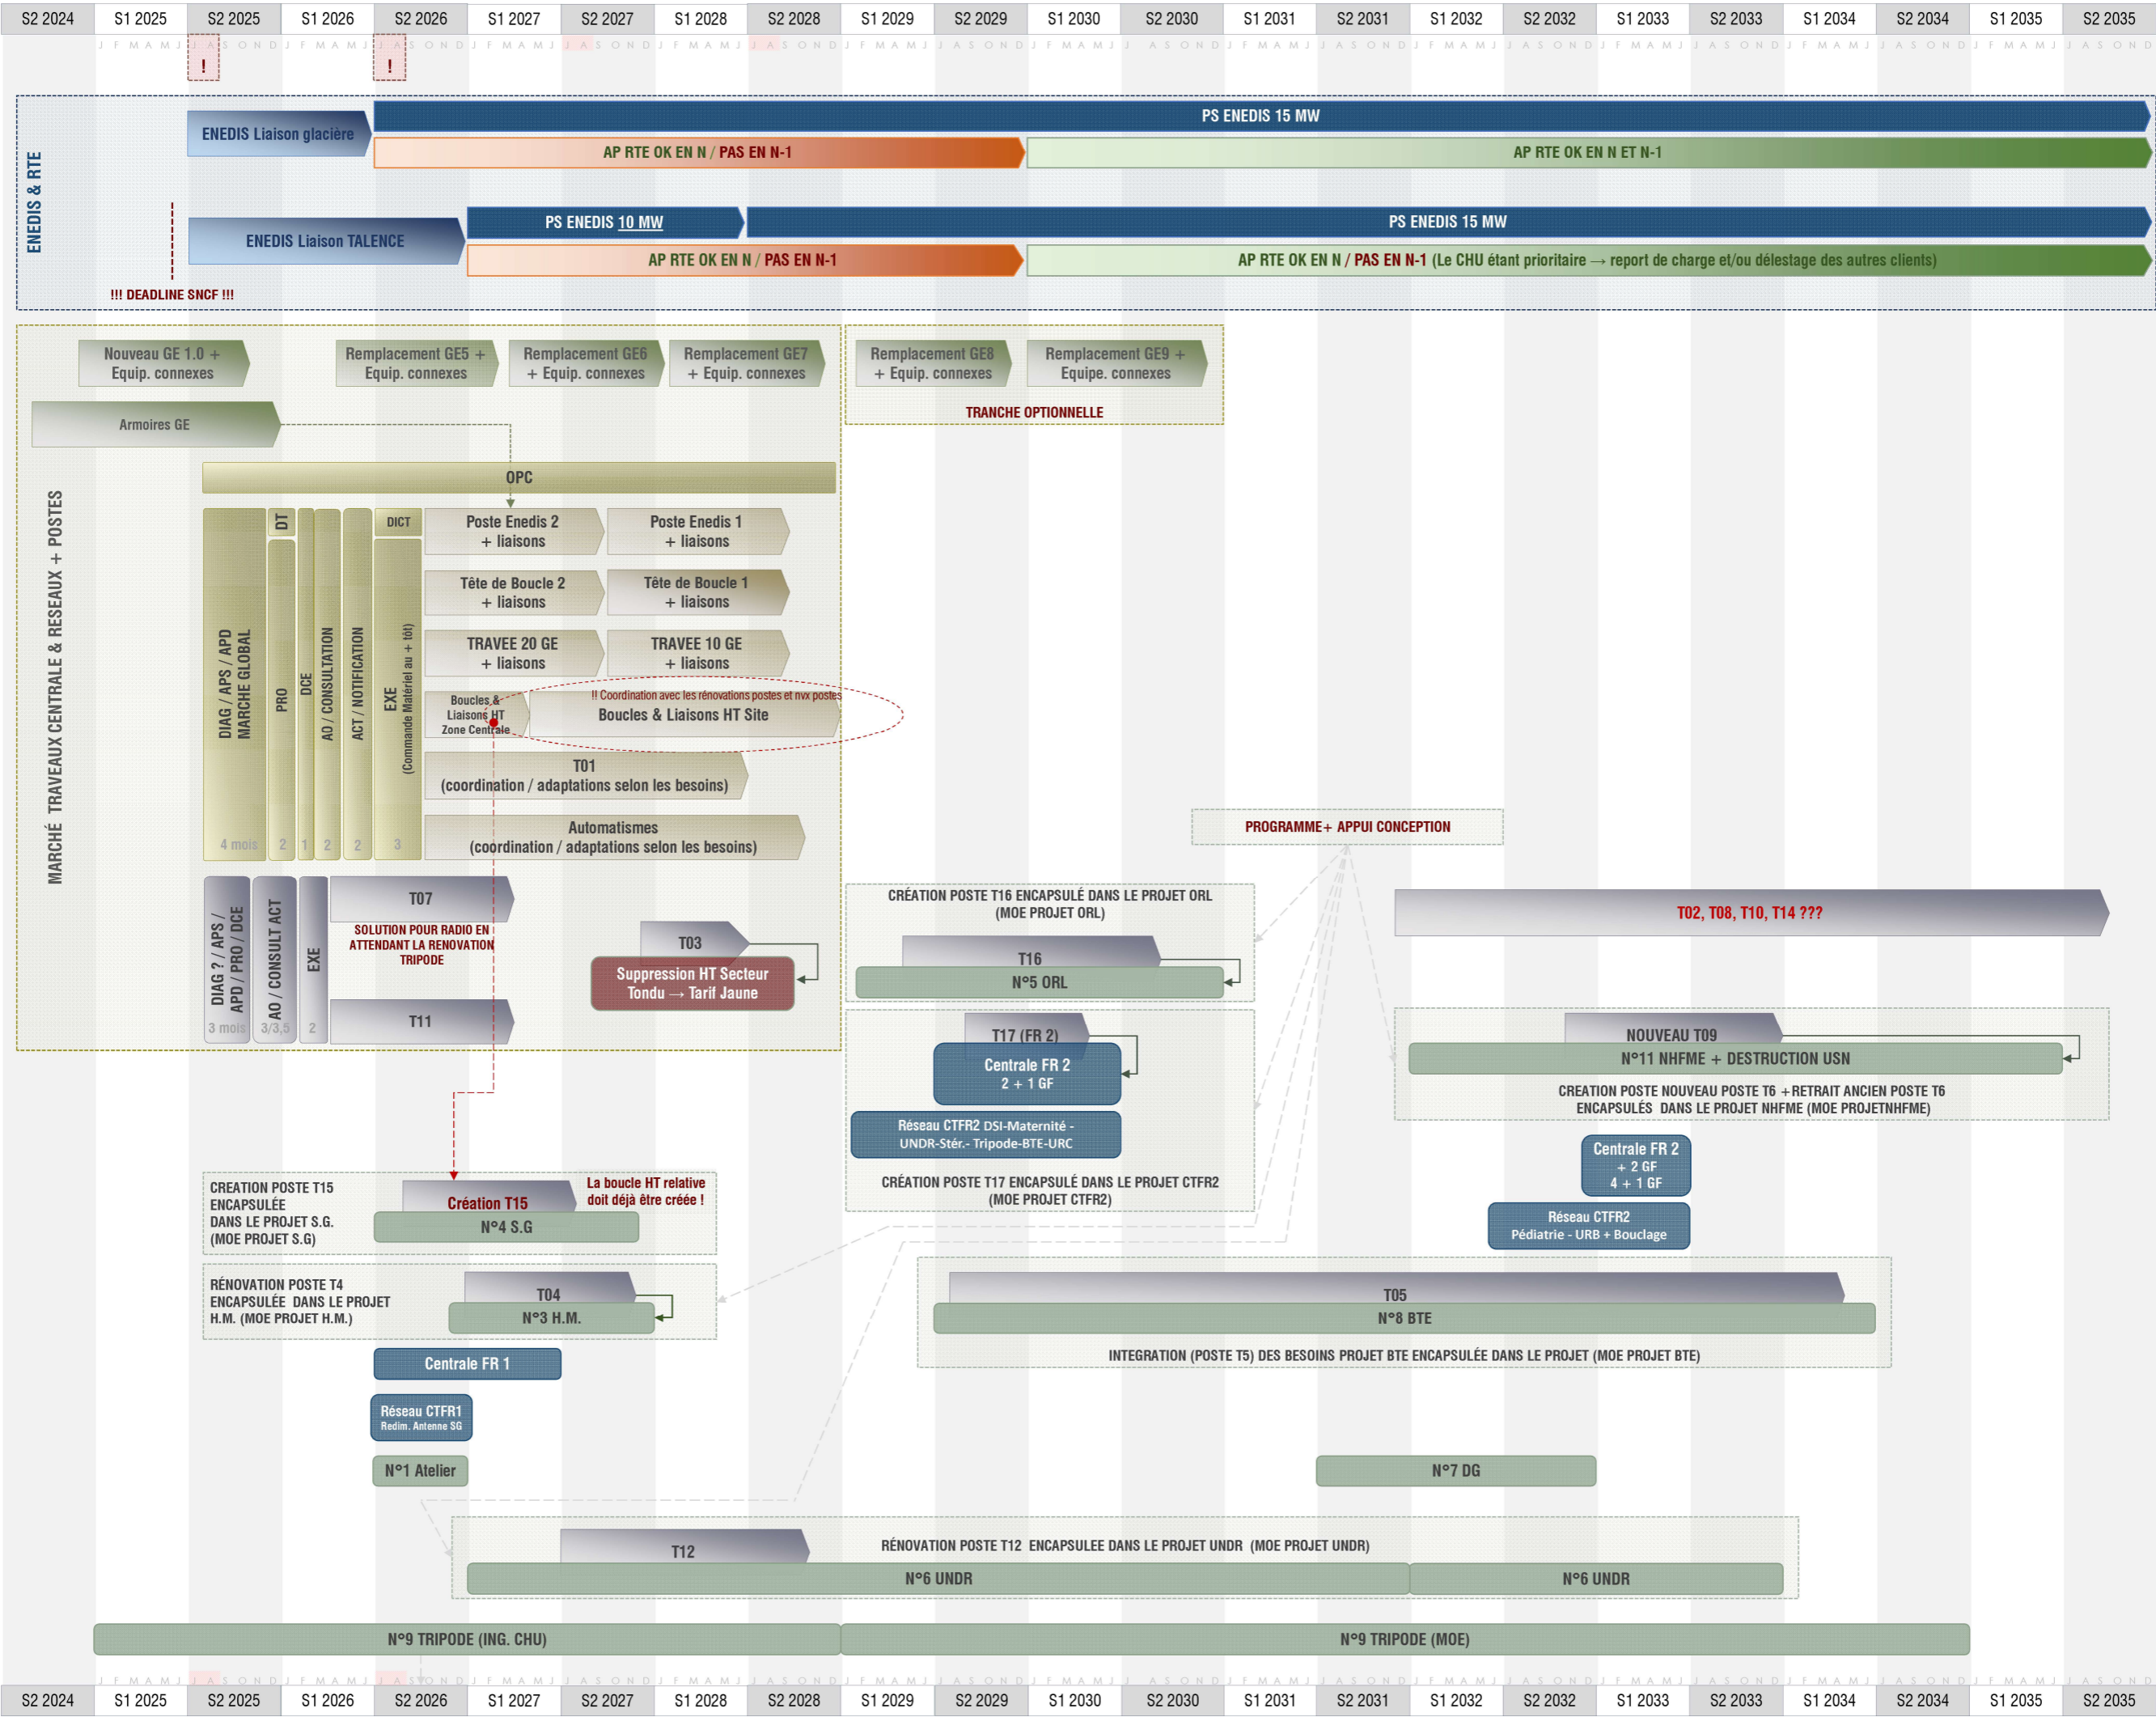 S2 2024 S1 2025 S2 2025 S1 2026 S2 2026 S1 2027 S2 2027 S1 2028 S2 2028 S1 2029 S2 2029 S1 2030 S2 2030 S1 2031 S2 2031 S1 2032 S2 2032 S1 2033 S2 2033 S1 2034 S2 2034 S1 2035 S2 2035
J F M A M J J A S O N D J F M A M J J A S O N D J F M A M J J A S O N D J F M A M J J A S O N D J F M A M J J A S O N D J F M A M J J A S O N D J F M A M J J A S O N D J F M A M J J A S O N D J F M A M J J A S O N D J F M A M J J A S O N D J F M A M J J A S O N D
! !
ENEDIS & RTE
PS ENEDIS 15 MW
ENEDIS Liaison glacière
AP RTE OK EN N / PAS EN N-1
AP RTE OK EN N ET N-1
PS ENEDIS 10 MW
PS ENEDIS 15 MW
ENEDIS Liaison TALENCE
AP RTE OK EN N / PAS EN N-1
AP RTE OK EN N / PAS EN N-1 (Le CHU étant prioritaire → report de charge et/ou délestage des autres clients)
!!! DEADLINE SNCF !!!
MARCHÉ TRAVEAUX CENTRALE & RESEAUX + POSTES
Nouveau GE 1.0 +
Equip. connexes
Remplacement GE5 +
Equip. connexes
Remplacement GE6
+ Equip. connexes
Remplacement GE7
+ Equip. connexes
Remplacement GE8
+ Equip. connexes
Remplacement GE9 +
Equipe. connexes
TRANCHE OPTIONNELLE
Armoires GE
OPC
DIAG / APS / APD
MARCHE GLOBAL
4 mois
DT
PRO
2
DCE
1
AO / CONSULTATION
2
ACT / NOTIFICATION
2
DICT
EXE
(Commande Matériel au + tôt)
3
Poste Enedis 2
+ liaisons
Poste Enedis 1
+ liaisons
Tête de Boucle 2
+ liaisons
Tête de Boucle 1
+ liaisons
TRAVEE 20 GE
+ liaisons
TRAVEE 10 GE
+ liaisons
Boucles &
Liaisons HT
Zone Centrale
!! Coordination avec les rénovations postes et nvx postes
Boucles & Liaisons HT Site
T01
(coordination / adaptations selon les besoins)
Automatismes
(coordination / adaptations selon les besoins)
PROGRAMME+ APPUI CONCEPTION
DIAG ? / APS /
APD / PRO / DCE
3 mois
AO / CONSULT ACT
3/3,5
EXE
2
T07
SOLUTION POUR RADIO EN
ATTENDANT LA RENOVATION
TRIPODE
T11
T03
Suppression HT Secteur
Tondu → Tarif Jaune
CRÉATION POSTE T16 ENCAPSULÉ DANS LE PROJET ORL
(MOE PROJET ORL)
T16
N°5 ORL
T02, T08, T10, T14 ???
T17 (FR 2)
Centrale FR 2
2 + 1 GF
Réseau CTFR2 DSI-Maternité -
UNDR-Stér.- Tripode-BTE-URC
CRÉATION POSTE T17 ENCAPSULÉ DANS LE PROJET CTFR2
(MOE PROJET CTFR2)
NOUVEAU T09
N°11 NHFME + DESTRUCTION USN
CREATION POSTE NOUVEAU POSTE T6 +RETRAIT ANCIEN POSTE T6
ENCAPSULÉS DANS LE PROJET NHFME (MOE PROJETNHFME)
Centrale FR 2
+ 2 GF
4 + 1 GF
Réseau CTFR2
Pédiatrie - URB + Bouclage
CREATION POSTE T15
ENCAPSULÉE
DANS LE PROJET S.G.
(MOE PROJET S.G)
Création T15
N°4 S.G
La boucle HT relative
doit déjà être créée !
RÉNOVATION POSTE T4
ENCAPSULÉE DANS LE PROJET
H.M. (MOE PROJET H.M.)
T04
N°3 H.M.
T05
N°8 BTE
INTEGRATION (POSTE T5) DES BESOINS PROJET BTE ENCAPSULÉE DANS LE PROJET (MOE PROJET BTE)
Centrale FR 1
Réseau CTFR1
Redim. Antenne SG
N°1 Atelier
N°7 DG
T12
RÉNOVATION POSTE T12 ENCAPSULEE DANS LE PROJET UNDR (MOE PROJET UNDR)
N°6 UNDR
N°6 UNDR
N°9 TRIPODE (ING. CHU)
N°9 TRIPODE (MOE)
J F M A M J J A S O N D J F M A M J J A S O N D J F M A M J J A S O N D J F M A M J J A S O N D J F M A M J J A S O N D J F M A M J J A S O N D J F M A M J J A S O N D J F M A M J J A S O N D J F M A M J J A S O N D J F M A M J J A S O N D J F M A M J J A S O N D
S2 2024 S1 2025 S2 2025 S1 2026 S2 2026 S1 2027 S2 2027 S1 2028 S2 2028 S1 2029 S2 2029 S1 2030 S2 2030 S1 2031 S2 2031 S1 2032 S2 2032 S1 2033 S2 2033 S1 2034 S2 2034 S1 2035 S2 2035